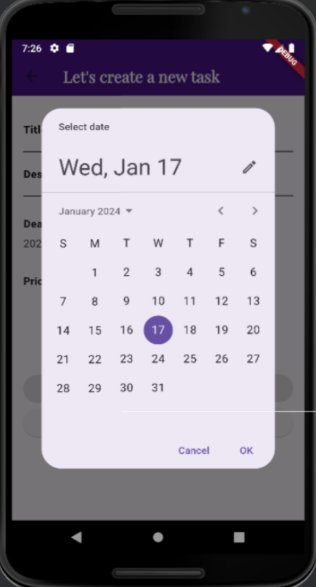 7:26
DEBUG
Let's create a new task
Titl
Select date
Wed, Jan 17
Des
January 2024
Dea
202
S M T W T F S
1 2 3 4 5 6
Pric
7 8 9 10 11 12 13
14 15 16 17 18 19 20
21 22 23 24 25 26 27
28 29 30 31
Cancel OK